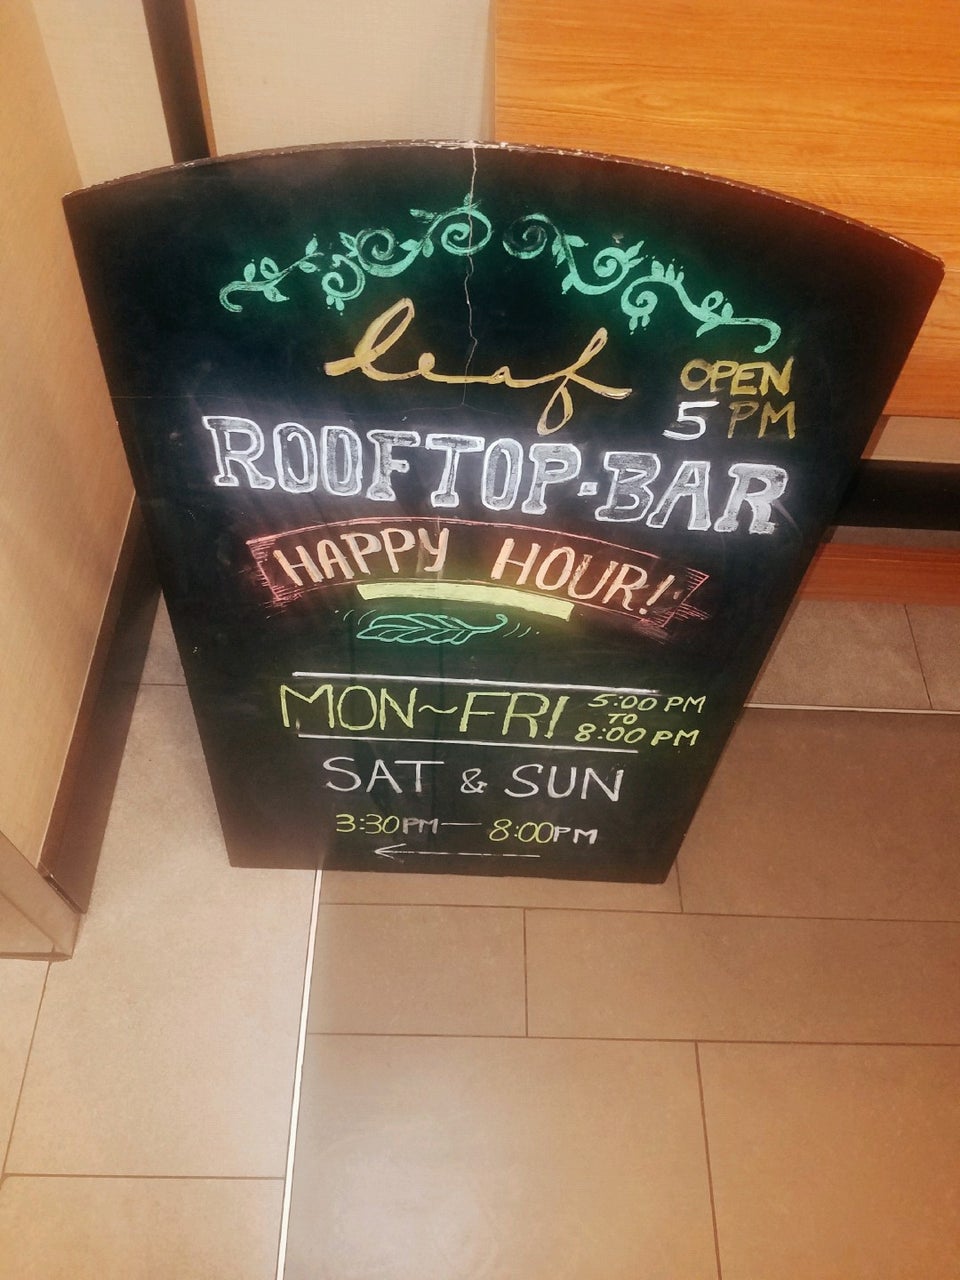 leaf
OPEN
5 PM
ROOFTOP-BAR
HAPPY HOUR!
MON~FRI 5:00 PM
TO
8:00 PM
SAT & SUN
3:30PM — 8:00PM